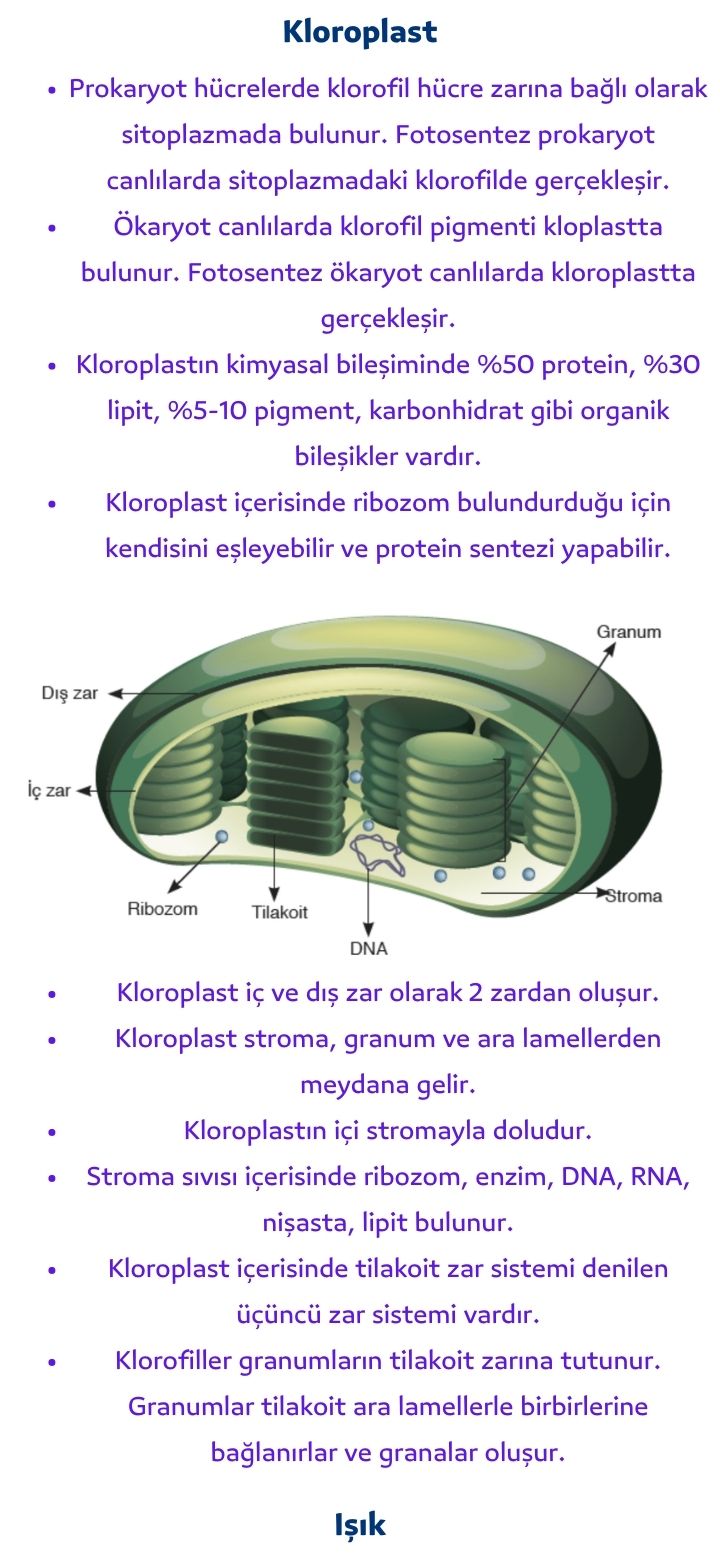 Kloroplast
• Prokaryot hücrelerde klorofil hücre zarına bağlı olarak
sitoplazmada bulunur. Fotosentez prokaryot
canlılarda sitoplazmadaki klorofilde gerçekleşir.
• Ökaryot canlılarda klorofil pigmenti kloplastta
bulunur. Fotosentez ökaryot canlılarda kloroplastta
gerçekleşir.
• Kloroplastın kimyasal bileşiminde %50 protein, %30
lipit, %5-10 pigment, karbonhidrat gibi organik
bileşikler vardır.
• Kloroplast içerisinde ribozom bulundurduğu için
kendisini eşleyebilir ve protein sentezi yapabilir.
Granum
Dış zar
İç zar
Ribozom
Tilakoit
Stroma
DNA
• Kloroplast iç ve dış zar olarak 2 zardan oluşur.
• Kloroplast stroma, granum ve ara lamellerden
meydana gelir.
• Kloroplastın içi stromayla doludur.
• Stroma sıvısı içerisinde ribozom, enzim, DNA, RNA,
nişasta, lipit bulunur.
• Kloroplast içerisinde tilakoit zar sistemi denilen
üçüncü zar sistemi vardır.
• Klorofiller granumların tilakoit zarına tutunur.
Granumlar tilakoit ara lamellerle birbirlerine
bağlanırlar ve granalar oluşur.
Işık